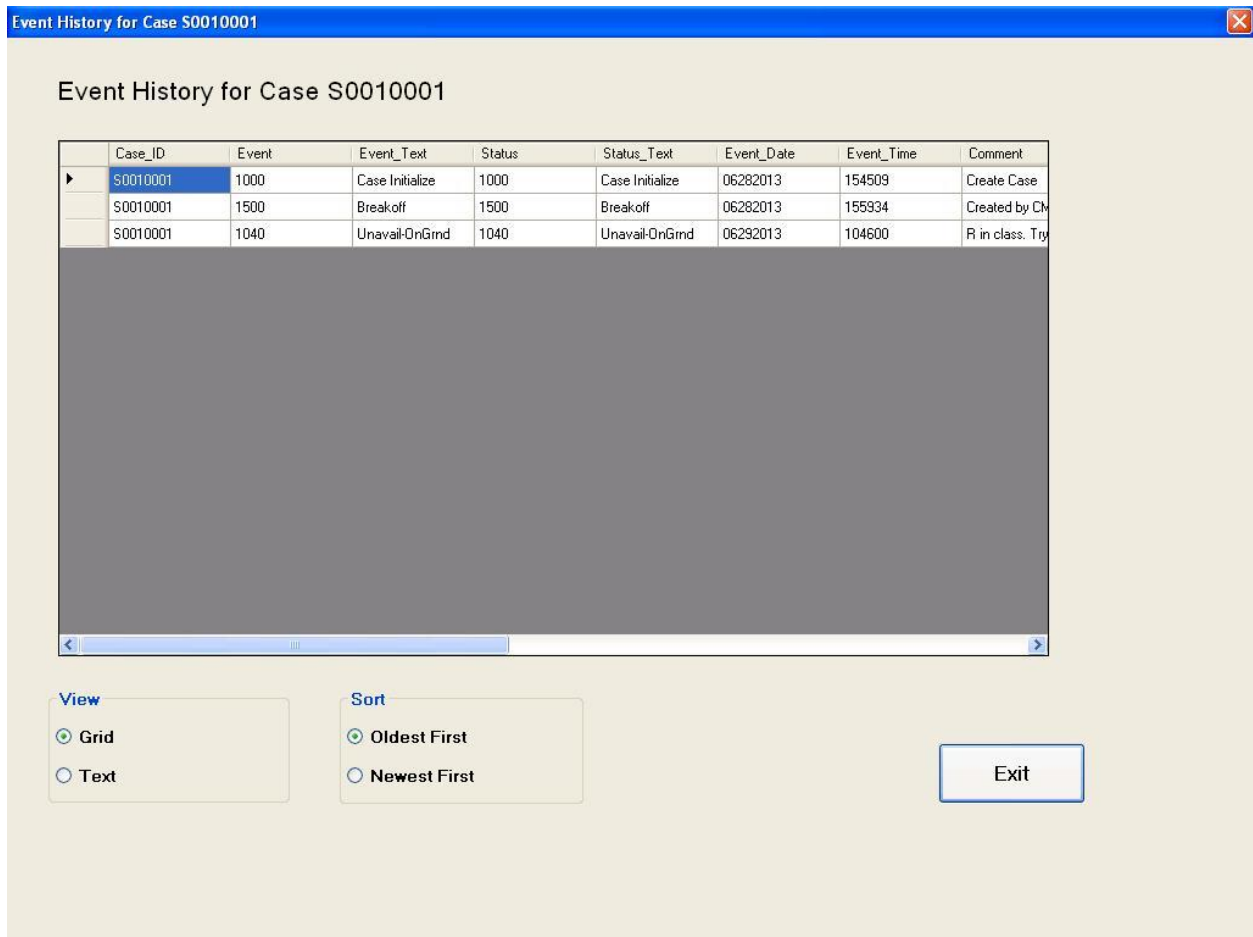 Event History for Case S0010001
Event History for Case S0010001
Case_ID Event Event_Text Status Status_Text Event_Date Event_Time Comment
S0010001 1000 Case Initialize 1000 Case Initialize 06282013 154509 Create Case
S0010001 1500 Breakoff 1500 Breakoff 06282013 155934 Created by CM
S0010001 1040 Unavail-OnGrnd 1040 Unavail-OnGrnd 06292013 104600 R in class. Try
View Sort
Grid Oldest First
Text Newest First
Exit